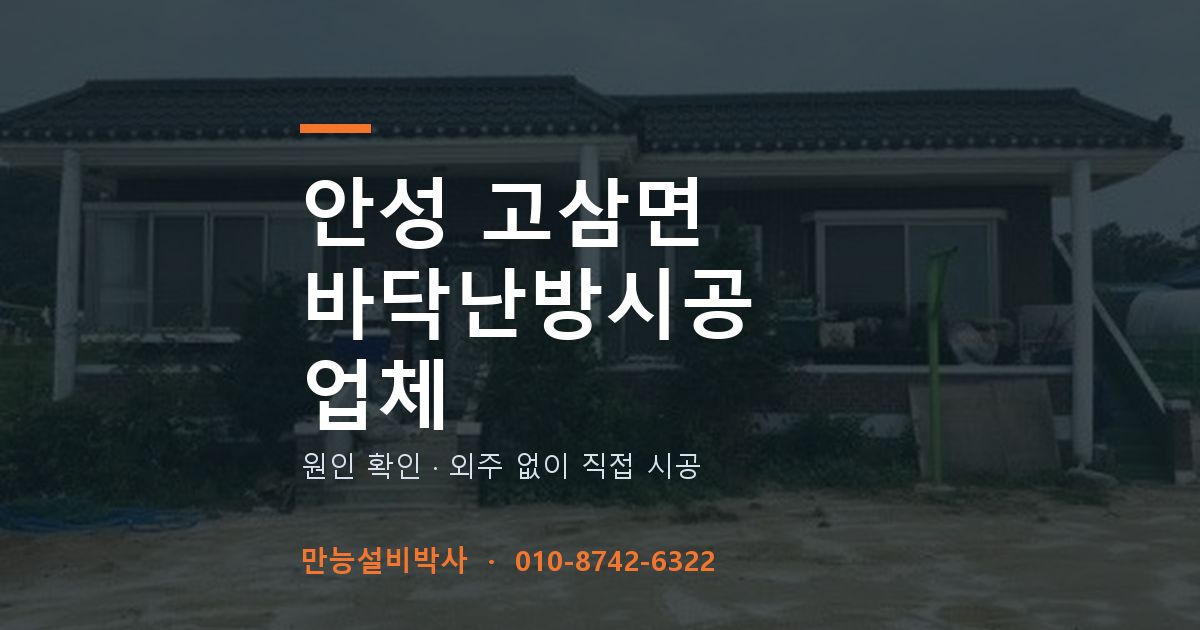 안성 고삼면
바닥난방시공
업체
원인 확인 · 외주 없이 직접 시공
만능설비박사 · 010-8742-6322